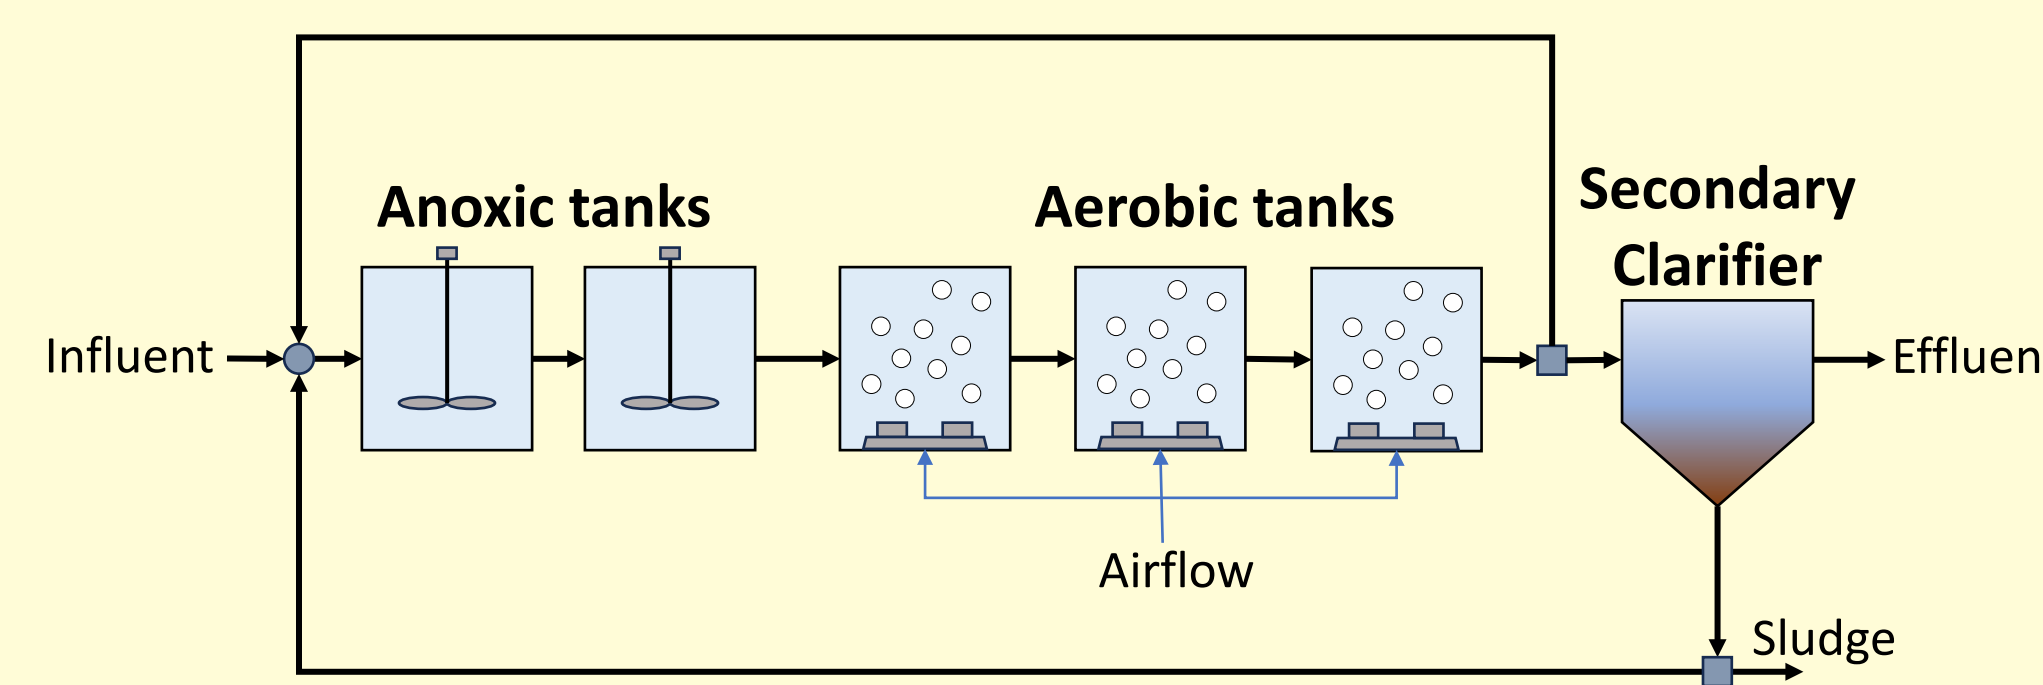 Anoxic tanks
Aerobic tanks
Secondary
Clarifier
Influent
Effluen
Airflow
Sludge